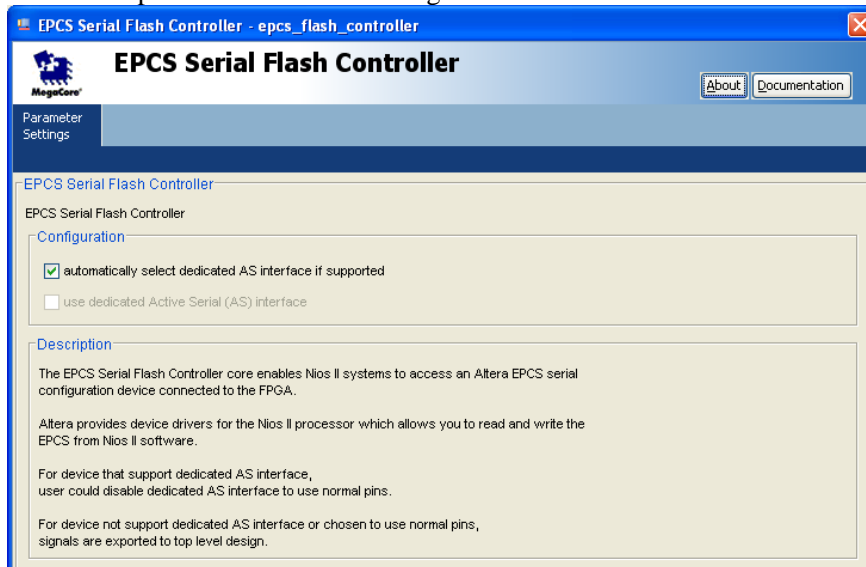 EPCS Serial Flash Controller - epcs_flash_controller
MegaCore'
EPCS Serial Flash Controller
About
Documentation
Parameter
Settings
EPCS Serial Flash Controller
EPCS Serial Flash Controller
Configuration
automatically select dedicated AS interface if supported
use dedicated Active Serial (AS) interface
Description
The EPCS Serial Flash Controller core enables Nios II systems to access an Altera EPCS serial
configuration device connected to the FPGA.
Altera provides device drivers for the Nios II processor which allows you to read and write the
EPCS from Nios II software.
For device that support dedicated AS interface,
user could disable dedicated AS interface to use normal pins.
For device not support dedicated AS interface or chosen to use normal pins,
signals are exported to top level design.